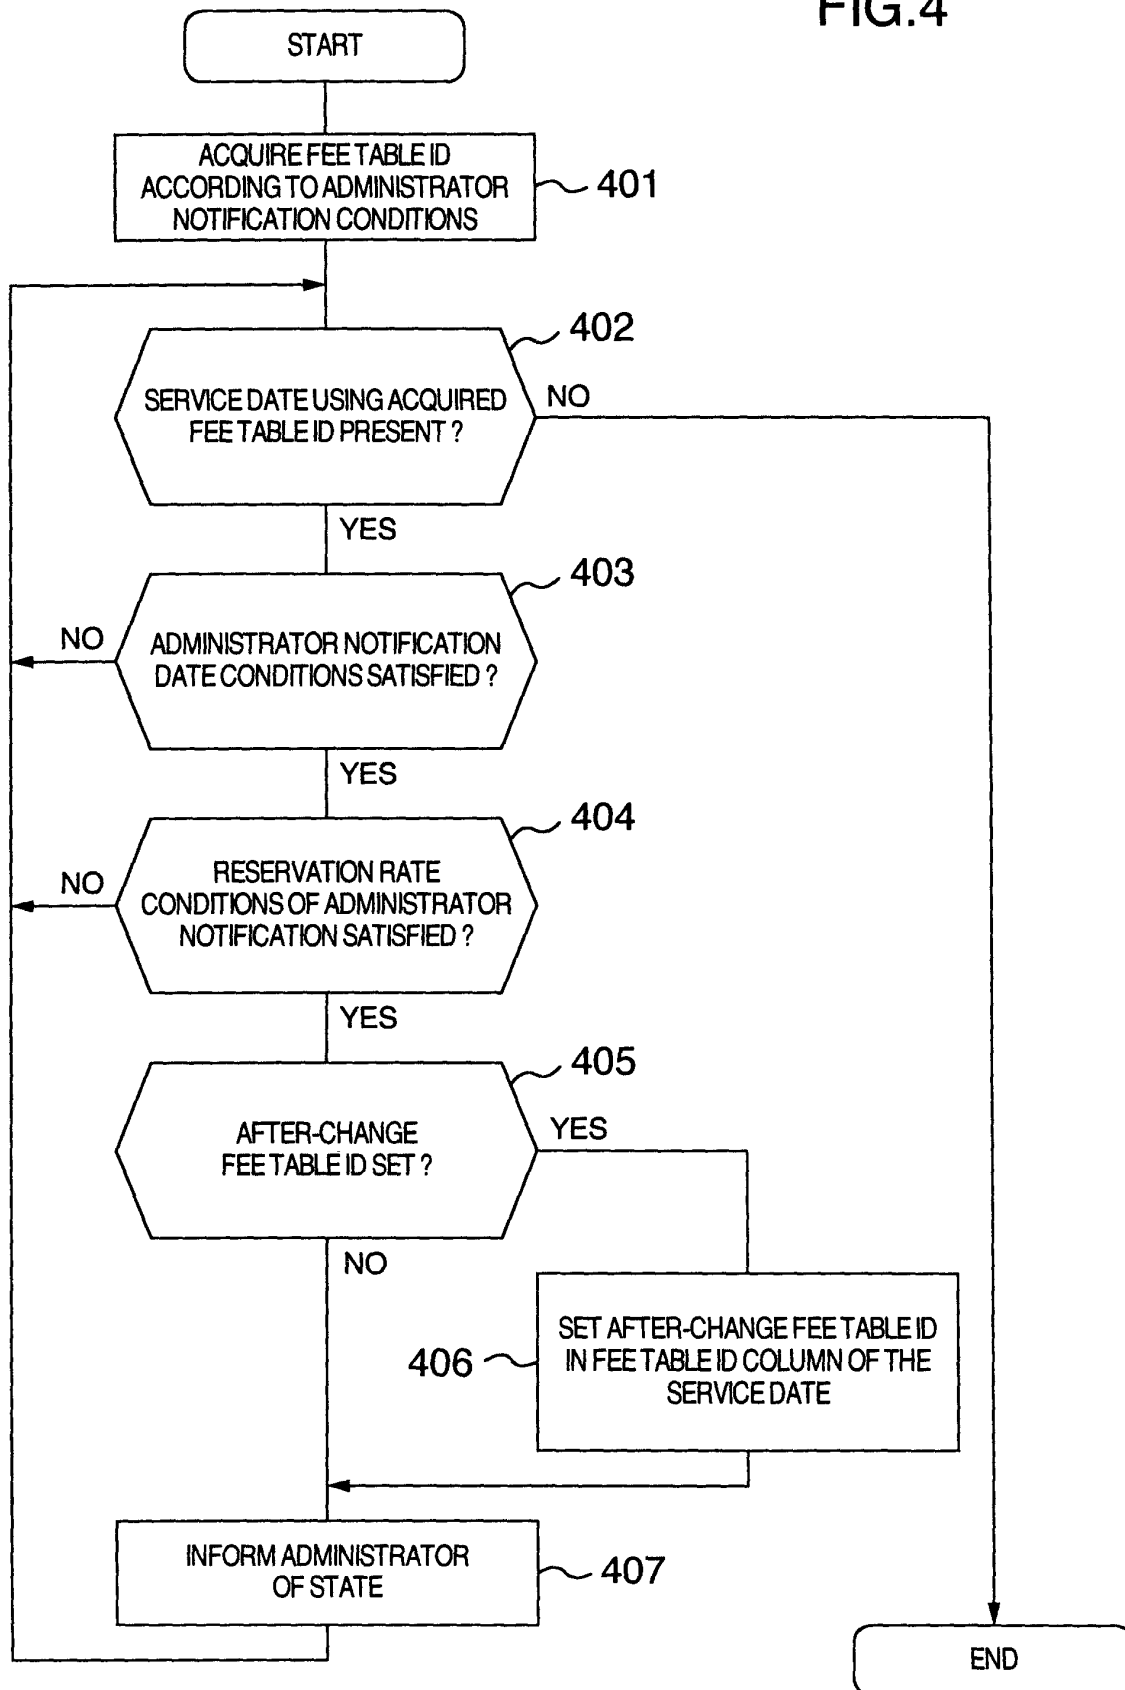 FIG.4
START
ACQUIRE FEE TABLE ID
ACCORDING TO ADMINISTRATOR
NOTIFICATION CONDITIONS
401
402
SERVICE DATE USING ACQUIRED
FEE TABLE ID PRESENT ?
NO
YES
403
ADMINISTRATOR NOTIFICATION
DATE CONDITIONS SATISFIED ?
NO
YES
404
RESERVATION RATE
CONDITIONS OF ADMINISTRATOR
NOTIFICATION SATISFIED ?
NO
YES
405
AFTER-CHANGE
FEE TABLE ID SET ?
YES
NO
406
SET AFTER-CHANGE FEE TABLE ID
IN FEE TABLE ID COLUMN OF THE
SERVICE DATE
INFORM ADMINISTRATOR
OF STATE
407
END